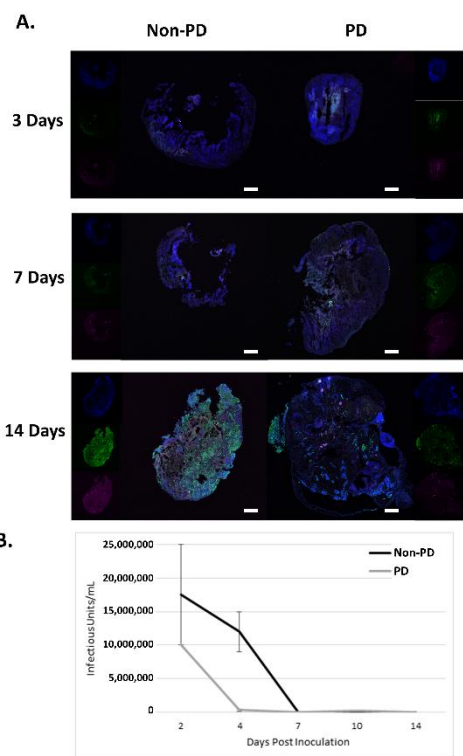 A.
Non-PD PD
3 Days
7 Days
14 Days
B.
Infectious Units/mL
25,000,000
20,000,000
15,000,000
10,000,000
5,000,000
0
Non-PD
PD
2 4 7 10 14
Days Post Inoculation